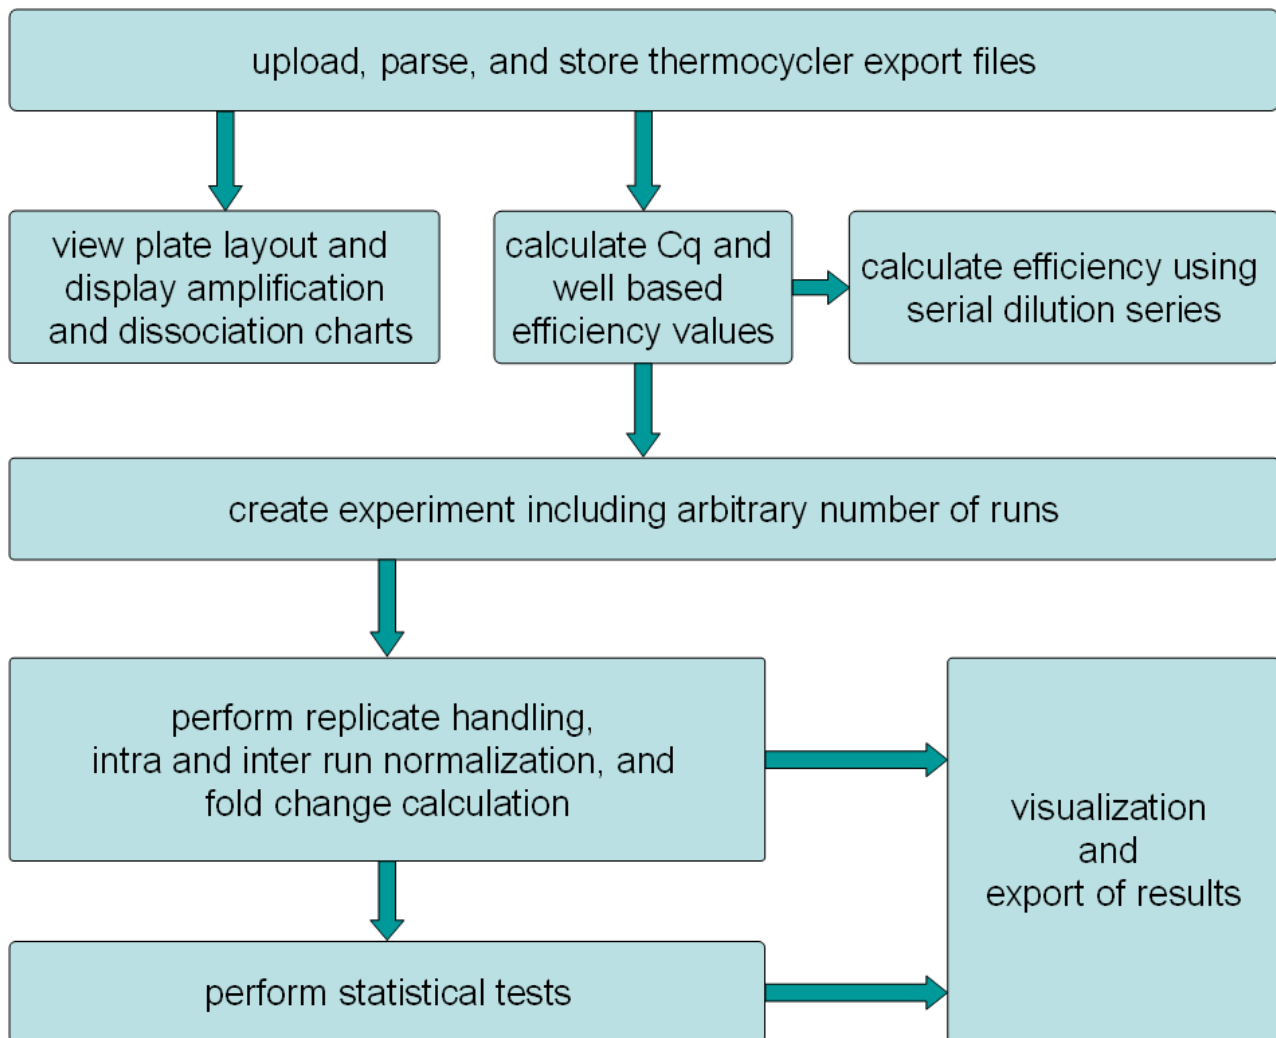 upload, parse, and store thermocycler export files
view plate layout and
display amplification
and dissociation charts
calculate Cq and
well based
efficiency values
calculate efficiency using
serial dilution series
create experiment including arbitrary number of runs
perform replicate handling,
intra and inter run normalization, and
fold change calculation
visualization
and
export of results
perform statistical tests